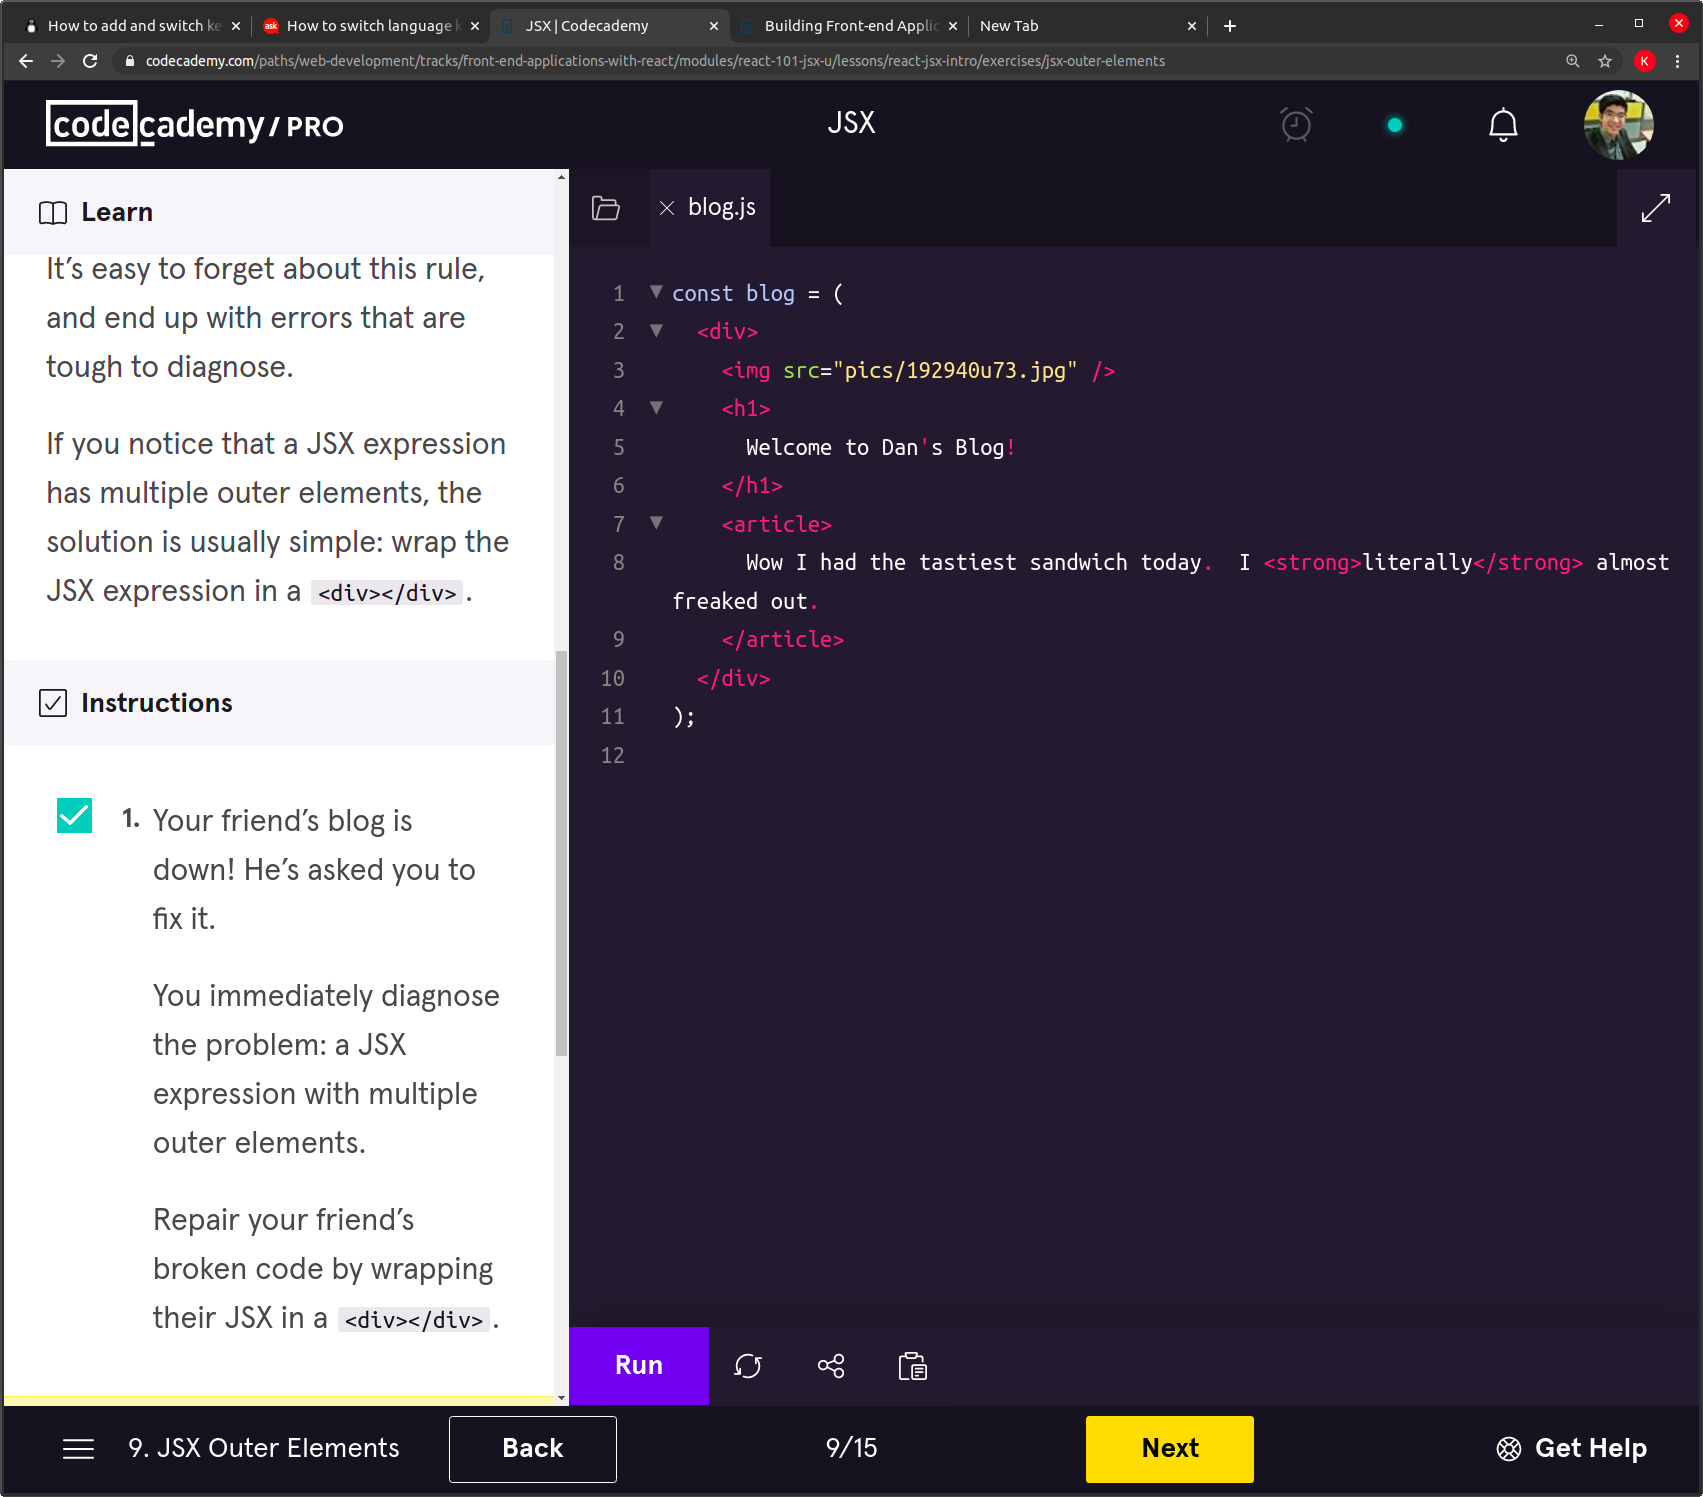 How to add and switch ke
How to switch language k
JSX | Codecademy
Building Front-end Applic
New Tab
codecademy.com/paths/web-development/tracks/front-end-applications-with-react/modules/react-101-jsx-u/lessons/react-jsx-intro/exercises/jsx-outer-elements
K
codecademy / PRO
JSX
Learn
It's easy to forget about this rule,
and end up with errors that are
tough to diagnose.
If you notice that a JSX expression
has multiple outer elements, the
solution is usually simple: wrap the
JSX expression in a <div></div>.
Instructions
1. Your friend's blog is
down! He's asked you to
fix it.
You immediately diagnose
the problem: a JSX
expression with multiple
outer elements.
Repair your friend's
broken code by wrapping
their JSX in a <div></div>.
blog.js
1 const blog = (
2 <div>
3 <img src="pics/192940u73.jpg" />
4 <h1>
5 Welcome to Dan's Blog!
6 </h1>
7 <article>
8 Wow I had the tastiest sandwich today.  I <strong>literally</strong> almost
freaked out.
9 </article>
10 </div>
11 );
12
Run
9. JSX Outer Elements
Back
9/15
Next
Get Help